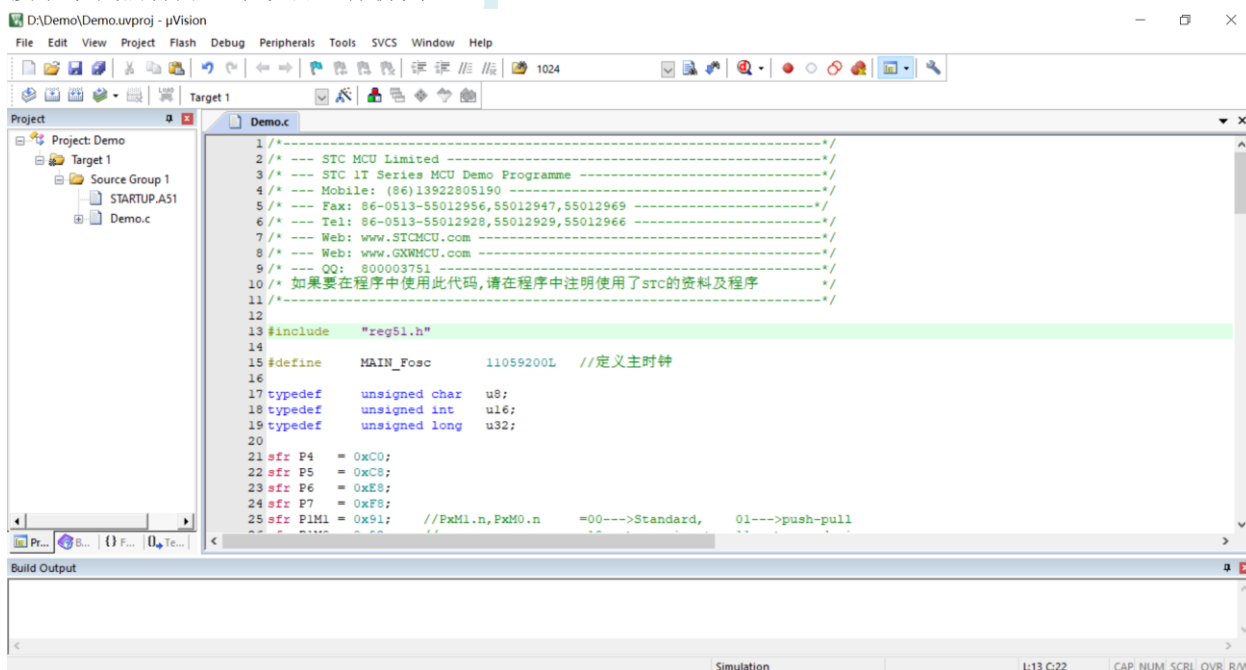 D:\Demo\Demo.uvproj - µVision
File Edit View Project Flash Debug Peripherals Tools SVCS Window Help
1024
Target 1
Project
Project: Demo
Target 1
Source Group 1
STARTUP.A51
Demo.c
Pr... B... {} F... 0 Te...
Demo.c
1 /*---------------------------------------------------------------------*/
2 /* --- STC MCU Limited ------------------------------------------------*/
3 /* --- STC 1T Series MCU Demo Programme -------------------------------*/
4 /* --- Mobile: (86)13922805190 ----------------------------------------*/
5 /* --- Fax: 86-0513-55012956,55012947,55012969 ------------------------*/
6 /* --- Tel: 86-0513-55012928,55012929,55012966 ------------------------*/
7 /* --- Web: www.STCMCU.com --------------------------------------------*/
8 /* --- Web: www.GXWMCU.com --------------------------------------------*/
9 /* --- QQ: 800003751 -------------------------------------------------*/
10 /* 如果要在程序中使用此代码,请在程序中注明使用了STC的资料及程序 */
11 /*---------------------------------------------------------------------*/
12
13 #include "reg51.h"
14
15 #define MAIN_Fosc 11059200L //定义主时钟
16
17 typedef unsigned char u8;
18 typedef unsigned int u16;
19 typedef unsigned long u32;
20
21 sfr P4 = 0xC0;
22 sfr P5 = 0xC8;
23 sfr P6 = 0xE8;
24 sfr P7 = 0xF8;
25 sfr P1M1 = 0x91; //PxM1.n,PxM0.n =00--->Standard, 01--->push-pull
Build Output
Simulation L:13 C:22 CAP NUM SCRL OVR R/W